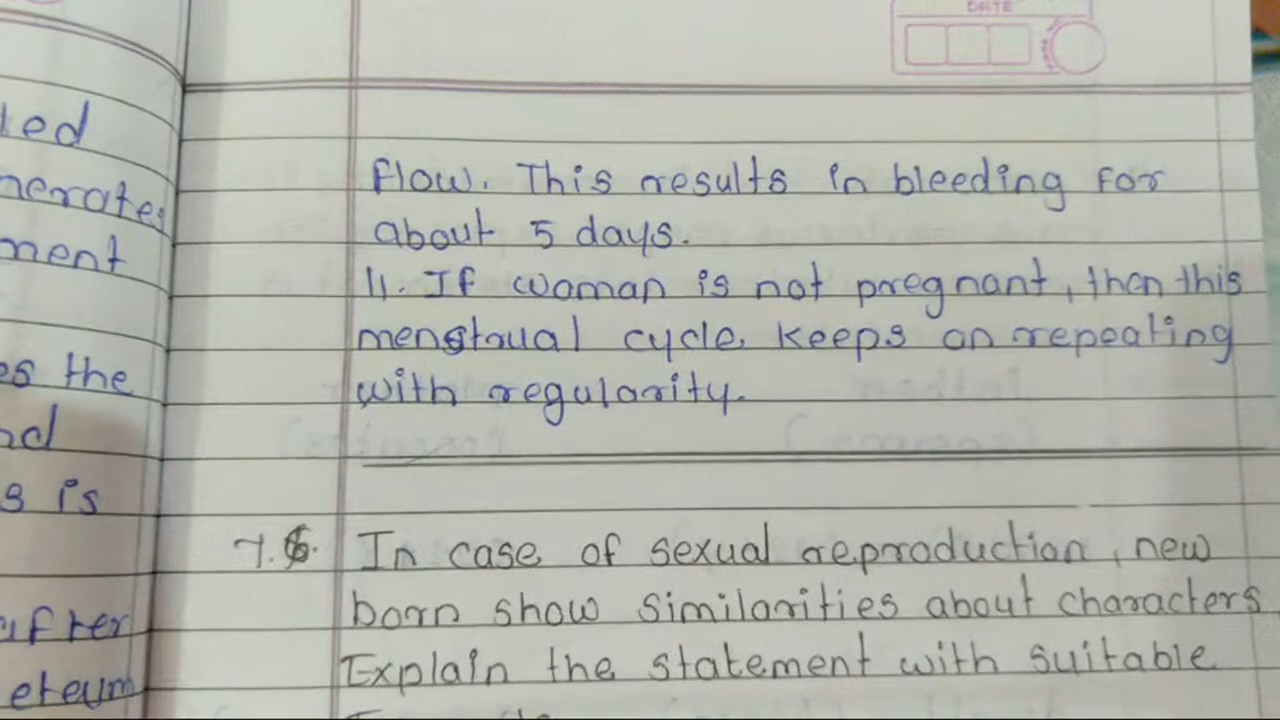 DATE
led
nerates
ment
es the
nd
s is
after
eteum
flow. This results in bleeding for
about 5 days.
11. If woman is not pregnant, then this
menstrual cycle keeps on repeating
with regularity.
7. 6. In case of sexual reproduction, new
born show similarities about characters
Explain the statement with suitable